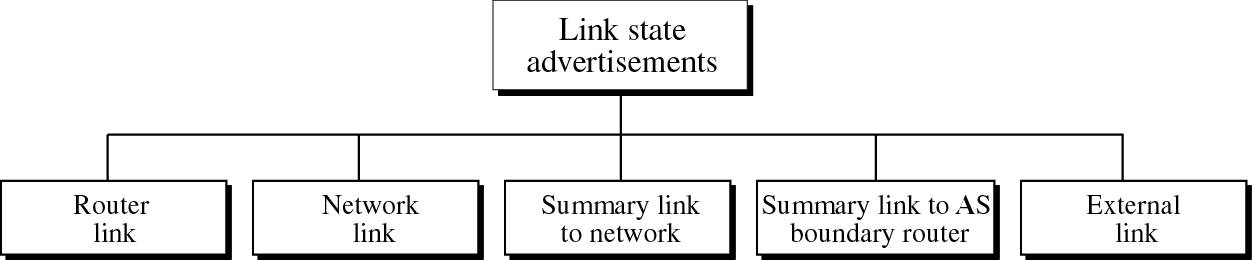 Link state
advertisements
Router
link
Network
link
Summary link
to network
Summary link to AS
boundary router
External
link